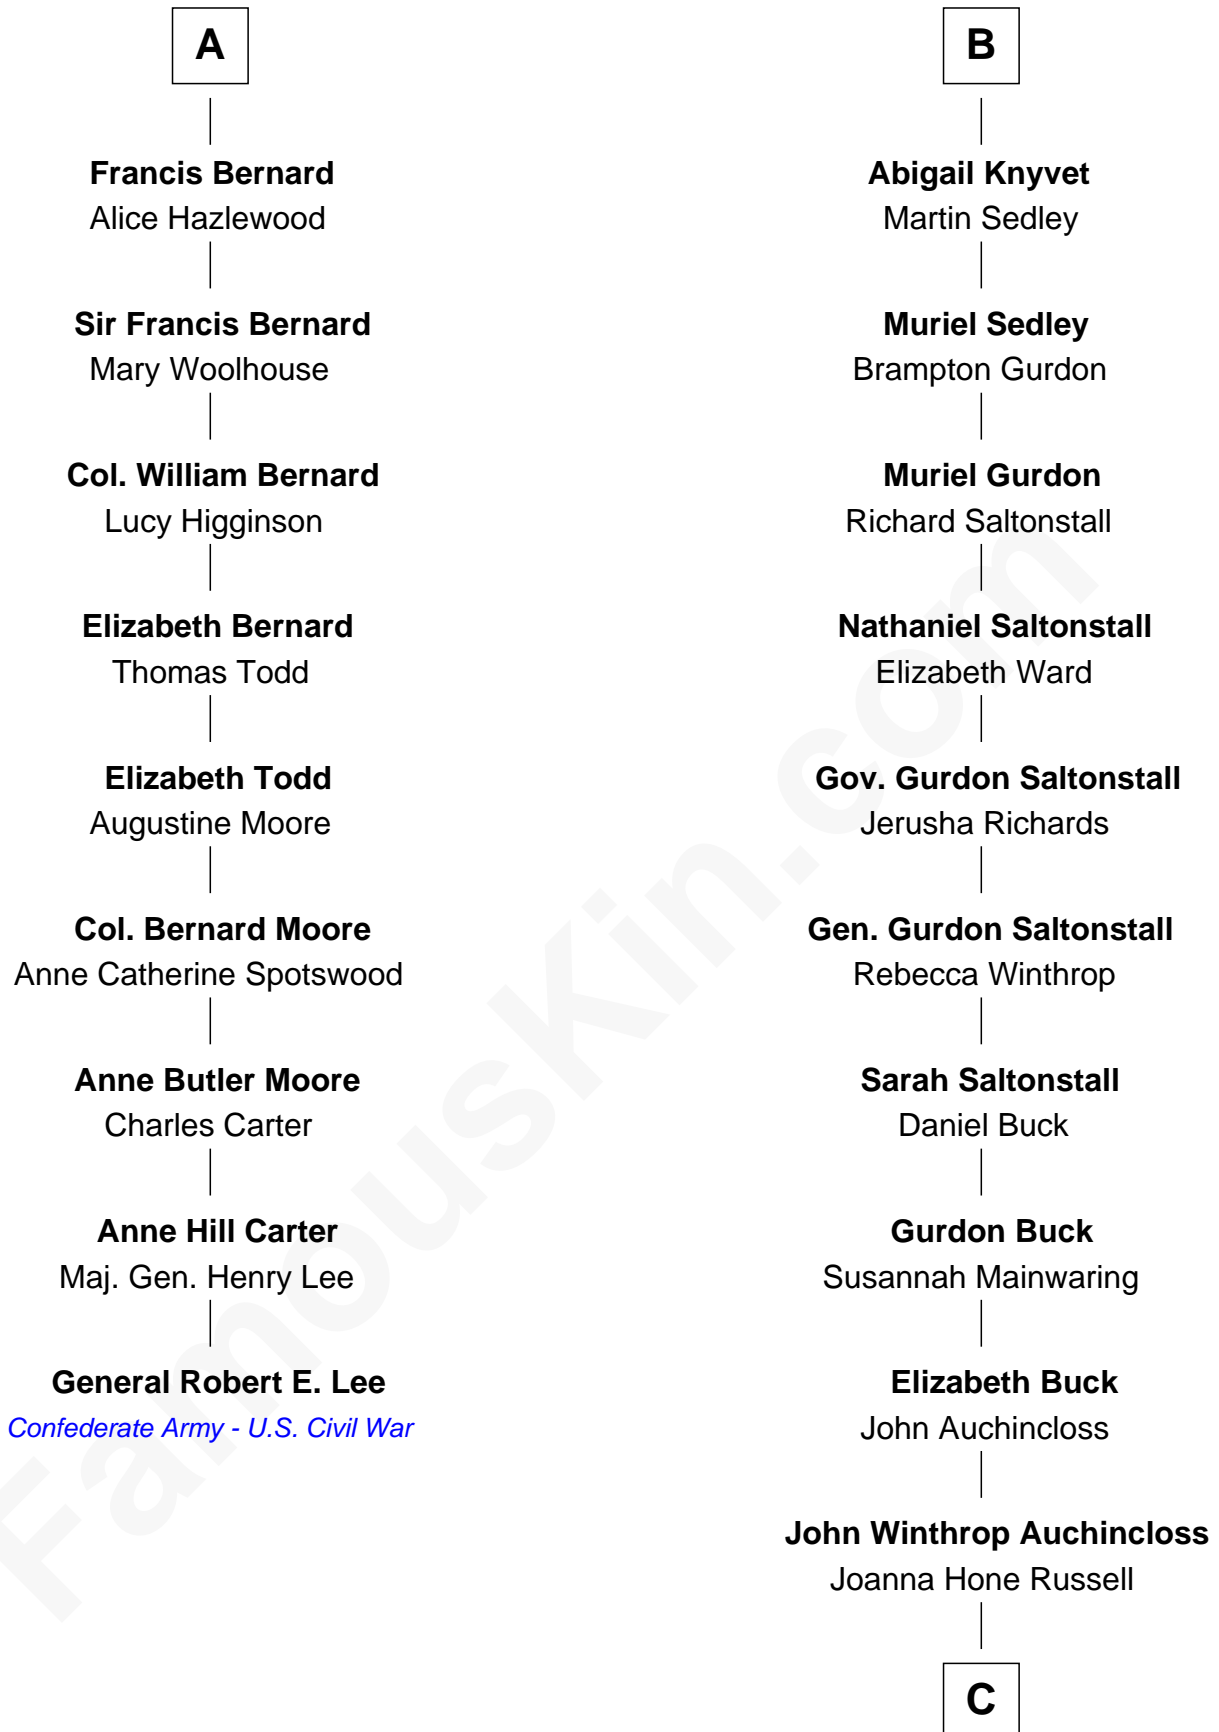 A
Francis Bernard
Alice Hazlewood
Sir Francis Bernard
Mary Woolhouse
Col. William Bernard
Lucy Higginson
Elizabeth Bernard
Thomas Todd
Elizabeth Todd
Augustine Moore
Col. Bernard Moore
Anne Catherine Spotswood
Anne Butler Moore
Charles Carter
Anne Hill Carter
Maj. Gen. Henry Lee
General Robert E. Lee
Confederate Army - U.S. Civil War
B
Abigail Knyvet
Martin Sedley
Muriel Sedley
Brampton Gurdon
Muriel Gurdon
Richard Saltonstall
Nathaniel Saltonstall
Elizabeth Ward
Gov. Gurdon Saltonstall
Jerusha Richards
Gen. Gurdon Saltonstall
Rebecca Winthrop
Sarah Saltonstall
Daniel Buck
Gurdon Buck
Susannah Mainwaring
Elizabeth Buck
John Auchincloss
John Winthrop Auchincloss
Joanna Hone Russell
C
FamousKin.com